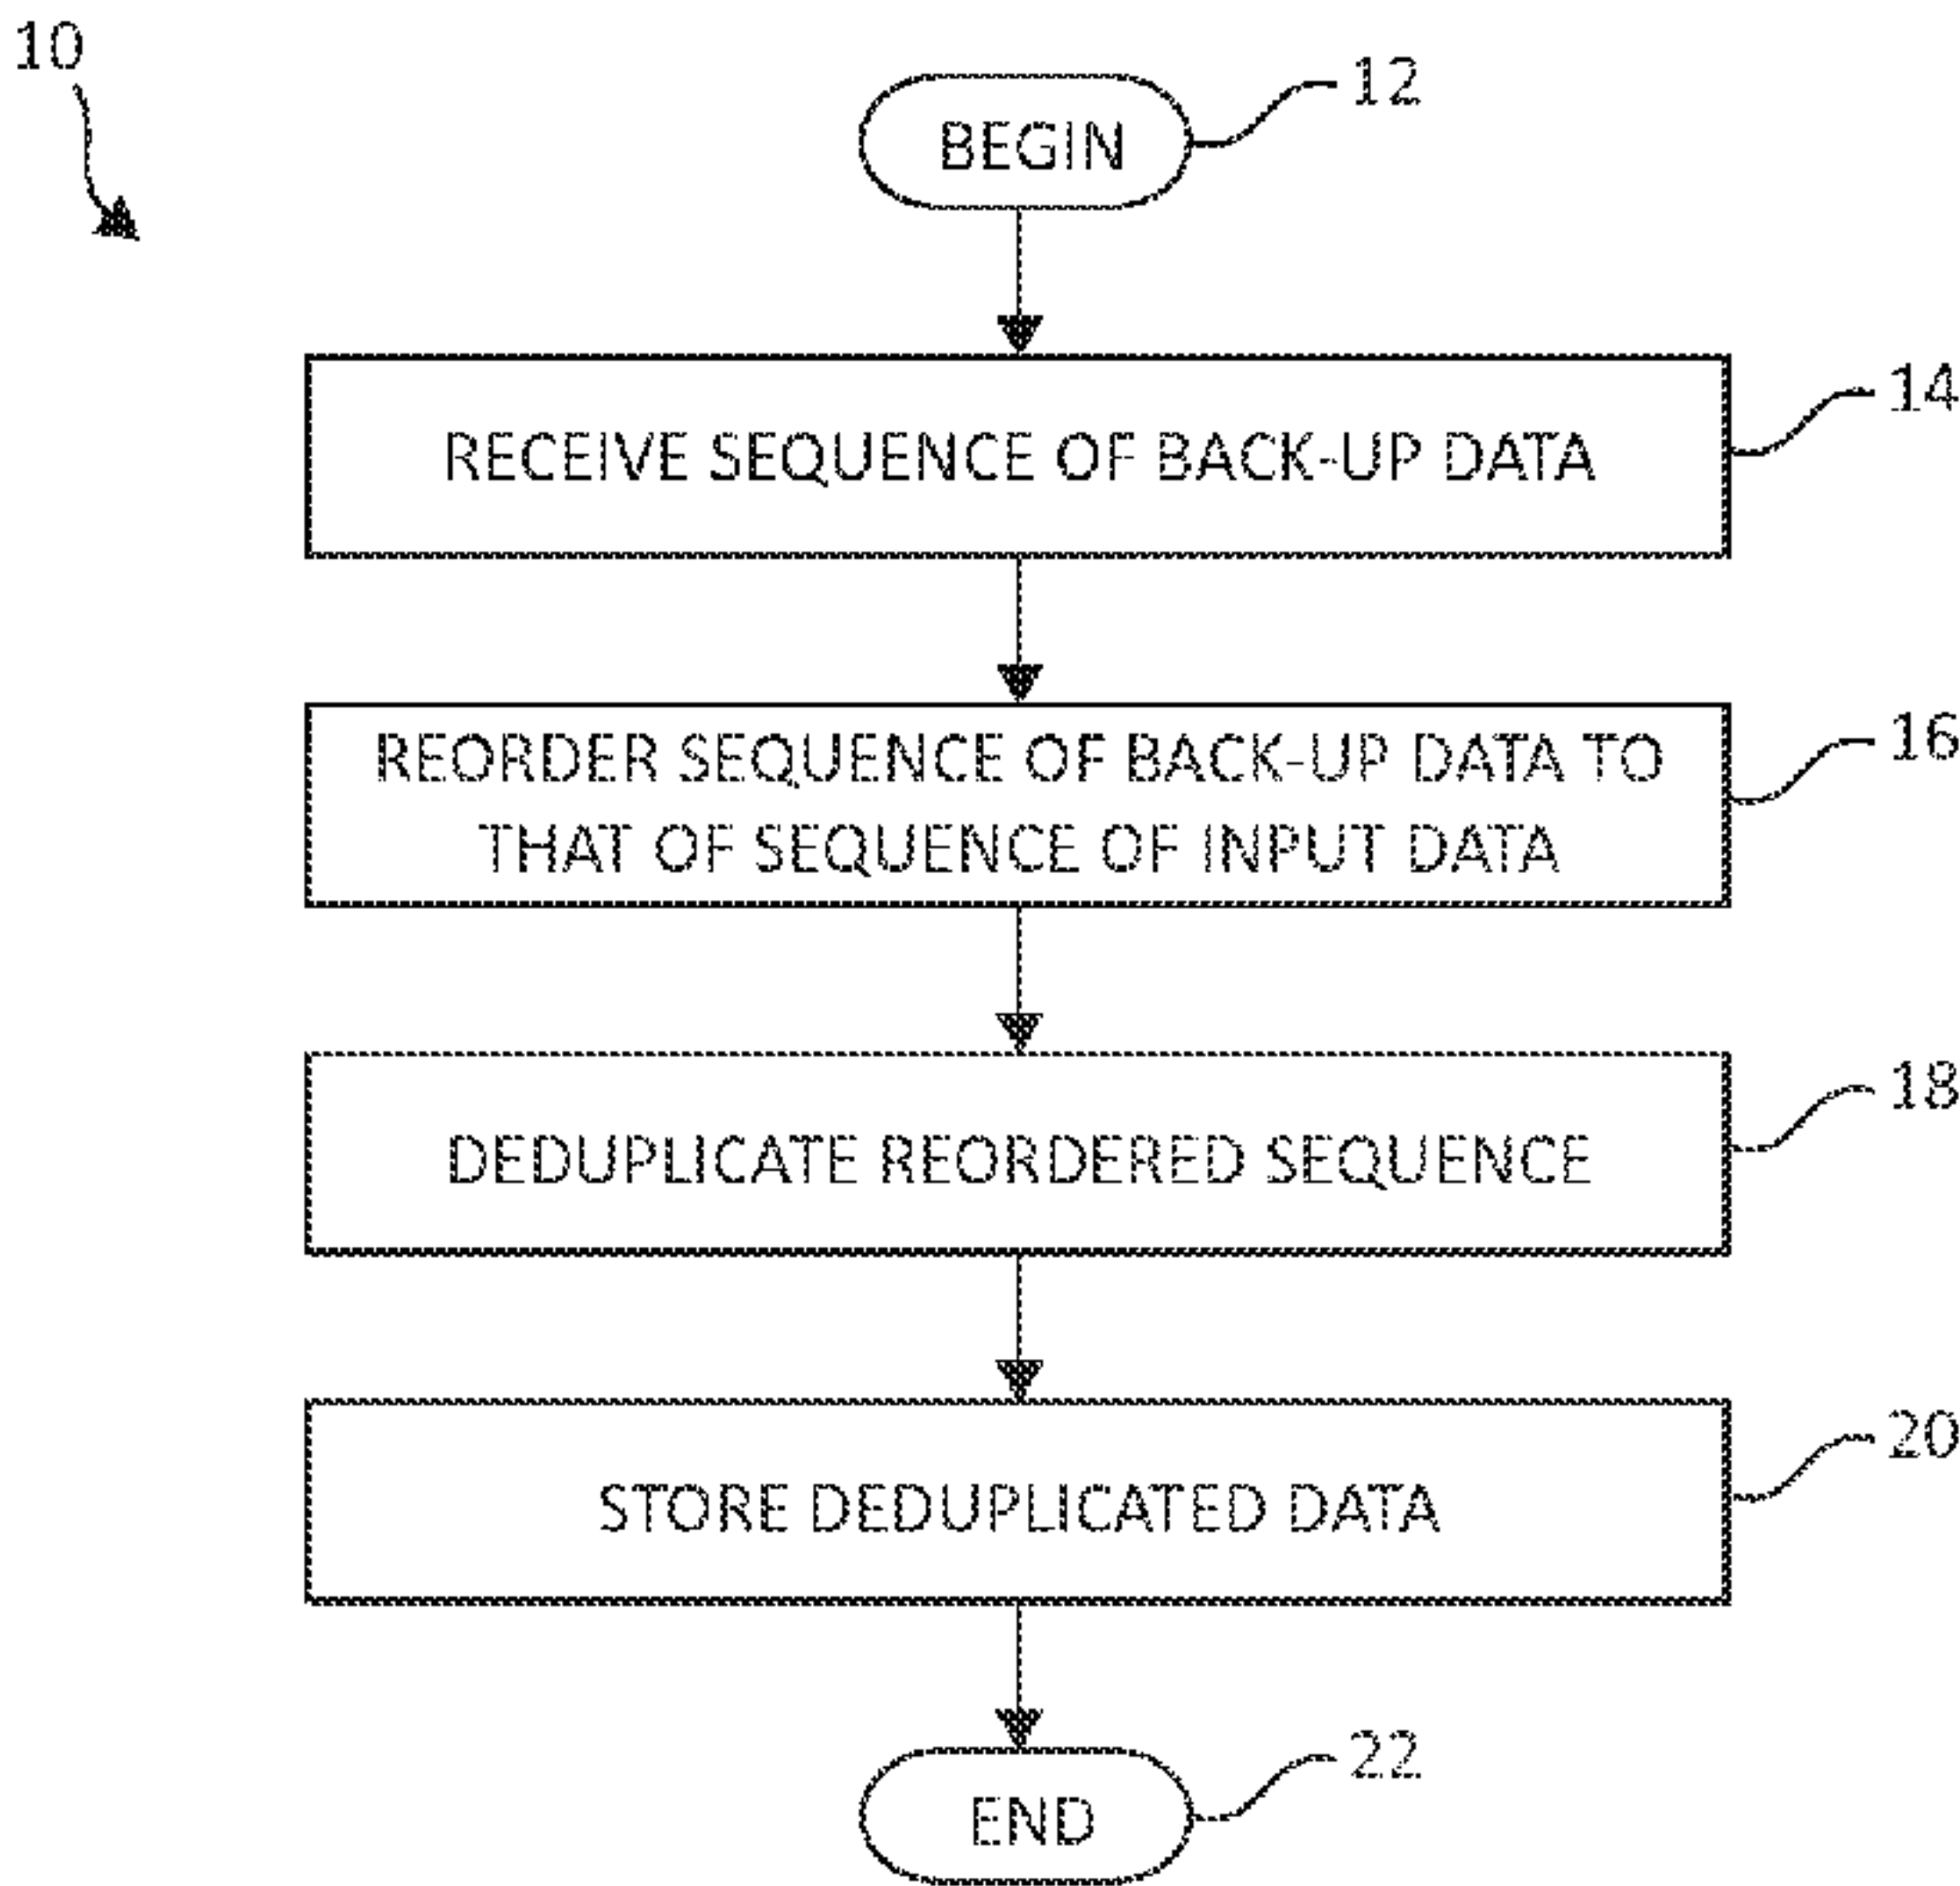 10
BEGIN
12
RECEIVE SEQUENCE OF BACK-UP DATA
14
REORDER SEQUENCE OF BACK-UP DATA TO
THAT OF SEQUENCE OF INPUT DATA
16
DEDUPLICATE REORDERED SEQUENCE
18
STORE DEDUPLICATED DATA
20
END
22